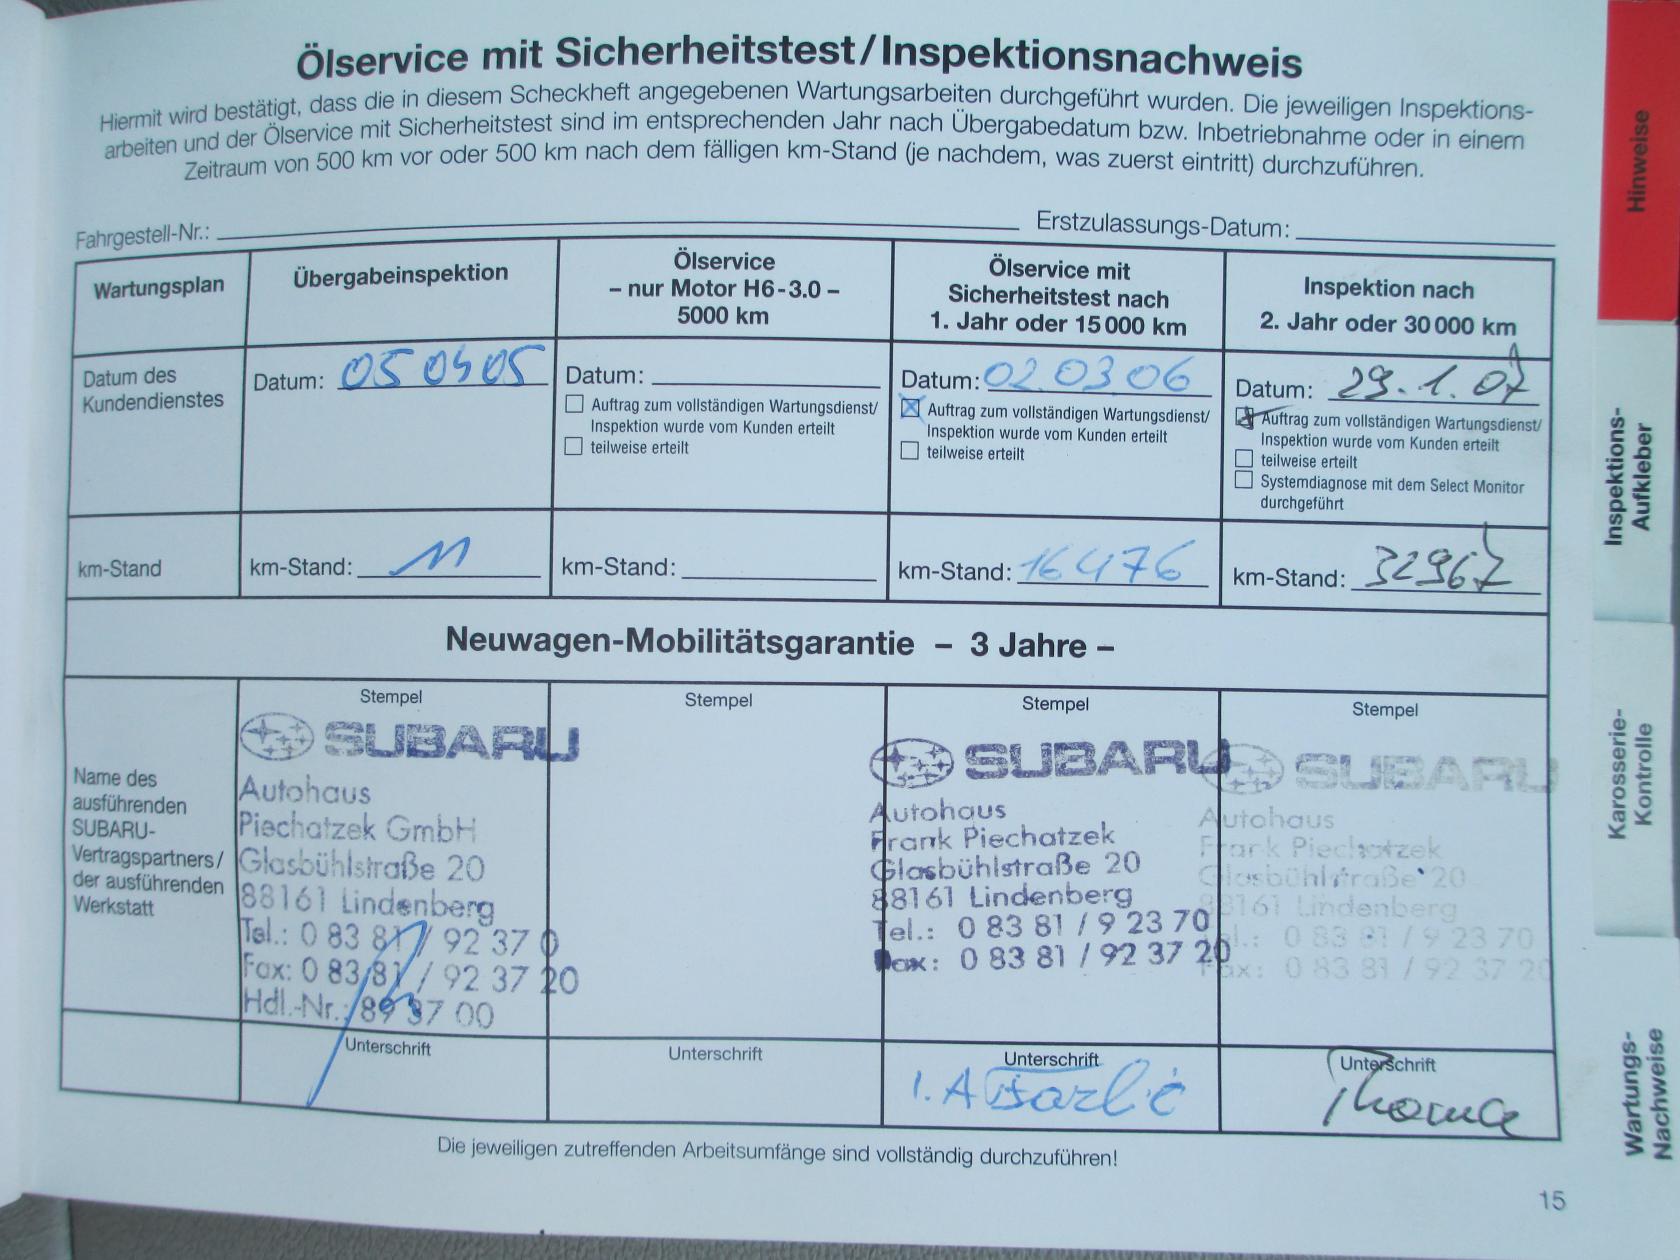 Ölservice mit Sicherheitstest/Inspektionsnachweis
Hiermit wird bestätigt, dass die in diesem Scheckheft angegebenen Wartungsarbeiten durchgeführt wurden. Die jeweiligen Inspektions-
arbeiten und der Ölservice mit Sicherheitstest sind im entsprechenden Jahr nach Übergabedatum bzw. Inbetriebnahme oder in einem
Zeitraum von 500 km vor oder 500 km nach dem fälligen km-Stand (je nachdem, was zuerst eintritt) durchzuführen.
Fahrgestell-Nr.:
Erstzulassungs-Datum:
Wartungsplan
Übergabeinspektion
Ölservice
– nur Motor H6-3.0 –
5000 km
Ölservice mit
Sicherheitstest nach
1. Jahr oder 15 000 km
Inspektion nach
2. Jahr oder 30 000 km
Datum des
Kundendienstes
Datum: 05 04 05
Datum:
Auftrag zum vollständigen Wartungsdienst/
Inspektion wurde vom Kunden erteilt
teilweise erteilt
Datum: 02 03 06
Auftrag zum vollständigen Wartungsdienst/
Inspektion wurde vom Kunden erteilt
teilweise erteilt
Datum: 29.1.07
Auftrag zum vollständigen Wartungsdienst/
Inspektion wurde vom Kunden erteilt
teilweise erteilt
Systemdiagnose mit dem Select Monitor
durchgeführt
km-Stand
km-Stand: 11
km-Stand:
km-Stand: 16476
km-Stand: 32967
Neuwagen-Mobilitätsgarantie – 3 Jahre –
Name des
ausführenden
SUBARU-
Vertragspartners/
der ausführenden
Werkstatt
Stempel
SUBARU
Autohaus
Piechatzek GmbH
Glasbühlstraße 20
88161 Lindenberg
Tel.: 0 83 81 / 92 37 0
Fax: 0 83 81 / 92 37 20
Hdl.-Nr.: 89 37 00
Unterschrift
Stempel
Unterschrift
Stempel
SUBARU
Autohaus
Frank Piechatzek
Glasbühlstraße 20
88161 Lindenberg
Tel.: 0 83 81 / 9 23 70
Fax: 0 83 81 / 92 37 20
Unterschrift
I. A
Stempel
SUBARU
Autohaus
Frank Piechatzek
Glasbühlstraße 20
88161 Lindenberg
Tel.: 0 83 81 / 9 23 70
Fax: 0 83 81 / 92 37 20
Unterschrift
Die jeweiligen zutreffenden Arbeitsumfänge sind vollständig durchzuführen!
15
Hinweise
Inspektions-
Aufkleber
Karosserie-
Kontrolle
Wartungs-
Nachweise